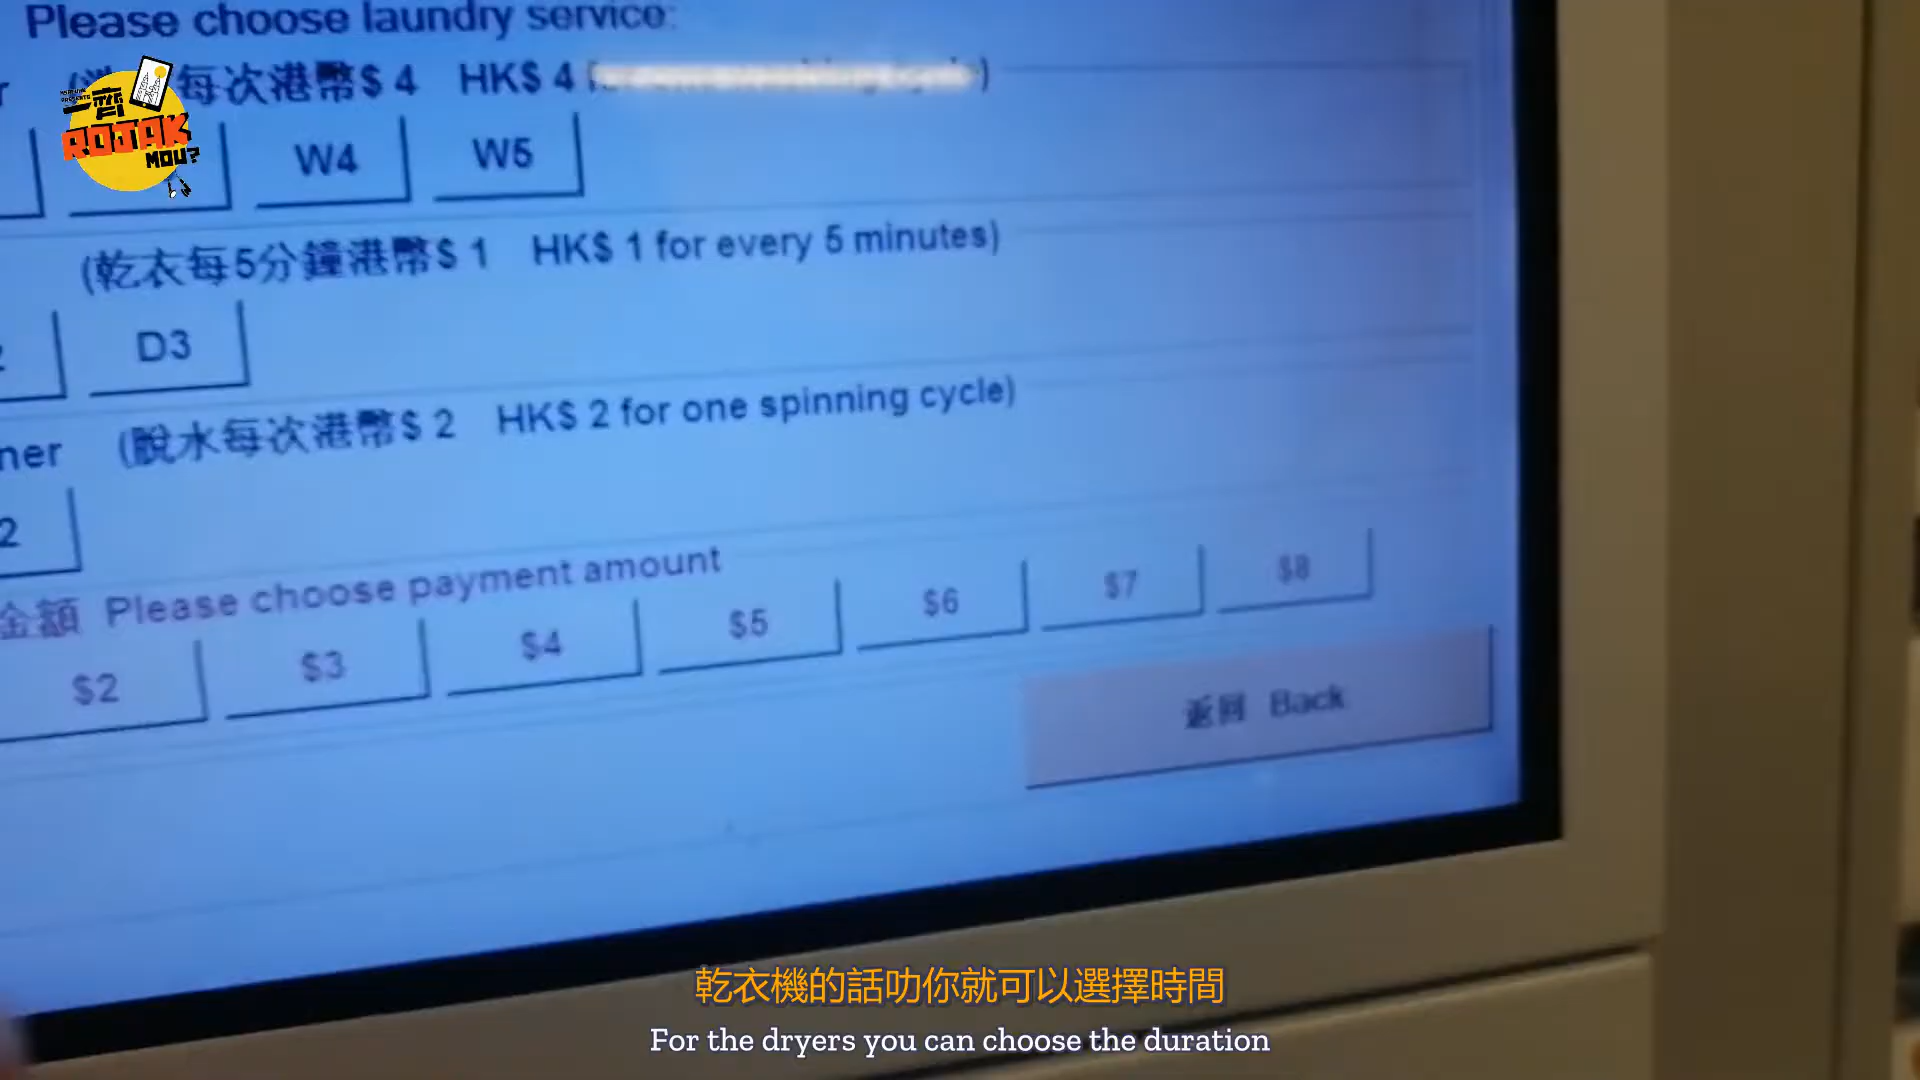 Please choose laundry service:
每次港幣$ 4 HK$ 4
一齊
ROJAK
MOU?
W4
W5
(乾衣每5分鐘港幣$ 1 HK$ 1 for every 5 minutes)
D3
(脫水每次港幣$ 2 HK$ 2 for one spinning cycle)
2
金額 Please choose payment amount
$2
$3
$4
$5
$6
$7
$8
返回 Back
乾衣機的話叻你就可以選擇時間
For the dryers you can choose the duration